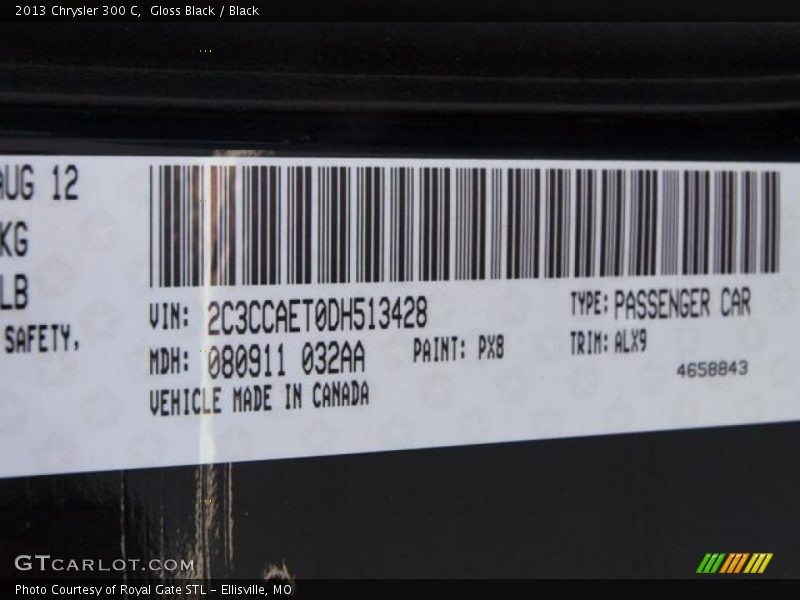 2013 Chrysler 300 C, Gloss Black / Black
AUG 12
KG
LB
SAFETY,
VIN: 2C3CCAET0DH513428
TYPE: PASSENGER CAR
MDH: 080911 032AA
PAINT: PX8
TRIM: ALX9
VEHICLE MADE IN CANADA
4658843
GTCARLOT.COM
Photo Courtesy of Royal Gate STL - Ellisville, MO